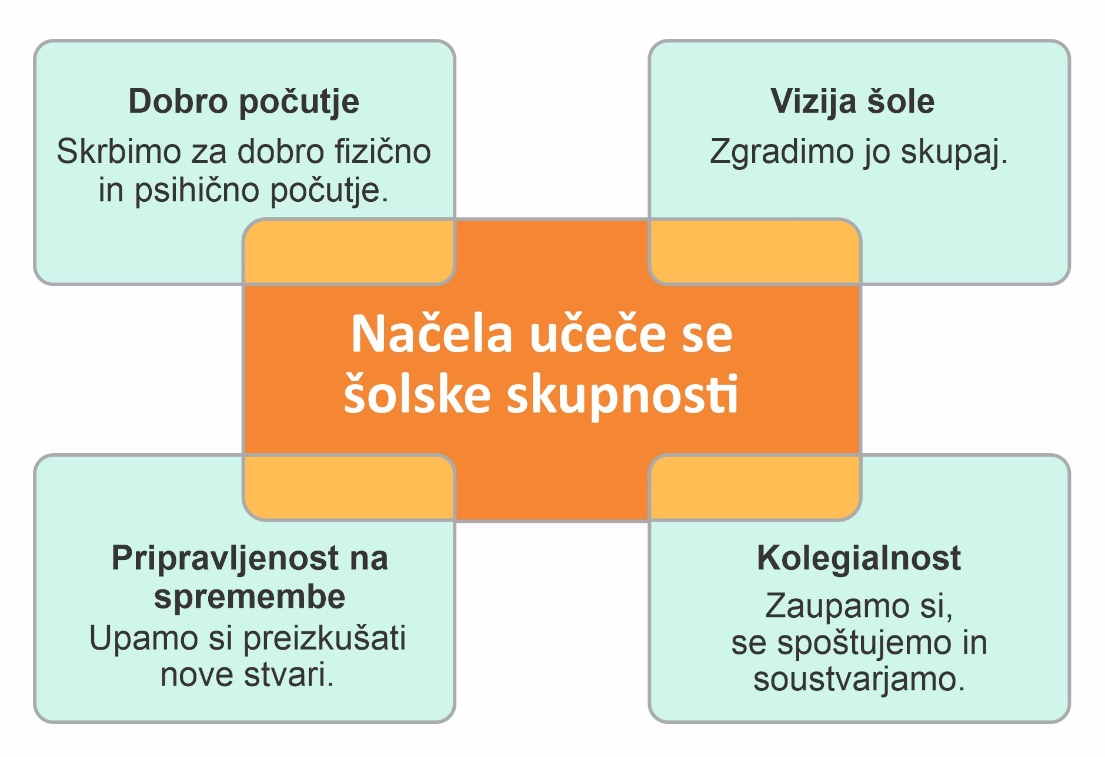 Dobro počutje
Skrbimo za dobro fizično
in psihično počutje.
Vizija šole
Zgradimo jo skupaj.
Načela učeče se
šolske skupnosti
Pripravljenost na
spremembe
Upamo si preizkušati
nove stvari.
Kolegialnost
Zaupamo si,
se spoštujemo in
soustvarjamo.